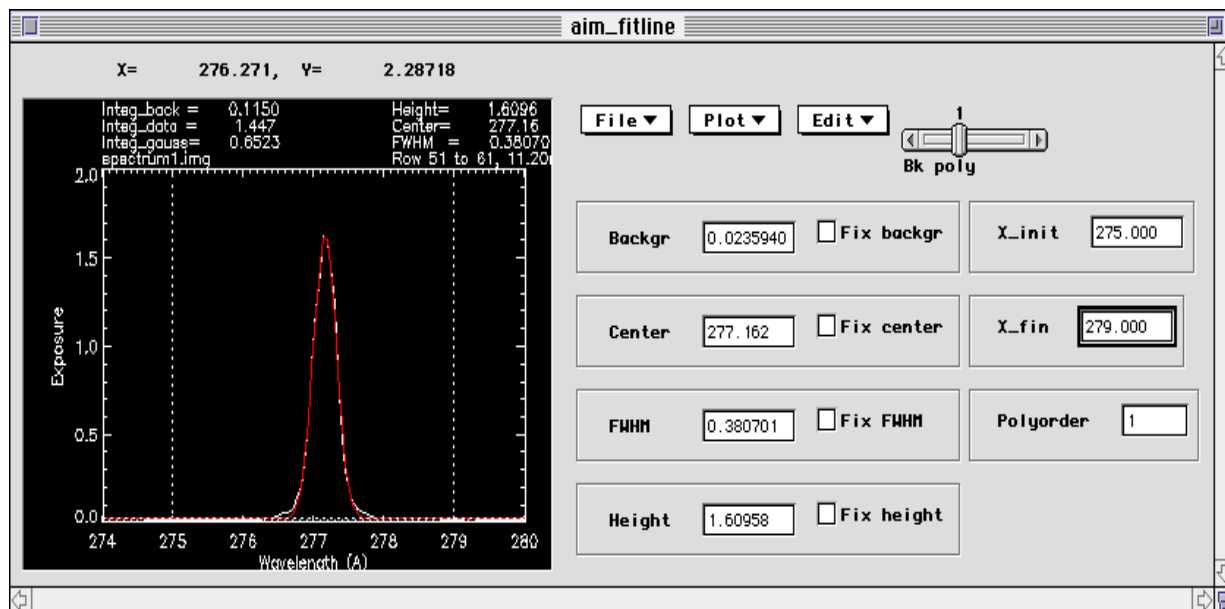 aim_fitline
X= 276.271, Y= 2.28718
Integ_back = 0.1150 Height= 1.6096
Integ_data = 1.447 Center= 277.16
Integ_gauss= 0.6523 FWHM = 0.38070
spectrum1.img Row 51 to 61, 11.20
2.0
1.5
1.0
0.5
0.0
Exposure
274 275 276 277 278 279 280
Wavelength (A)
File Plot Edit
1
Bk poly
Backgr 0.0235940 Fix backgr
X_init 275.000
Center 277.162 Fix center
X_fin 279.000
FWHM 0.380701 Fix FWHM
Polyorder 1
Height 1.60958 Fix height